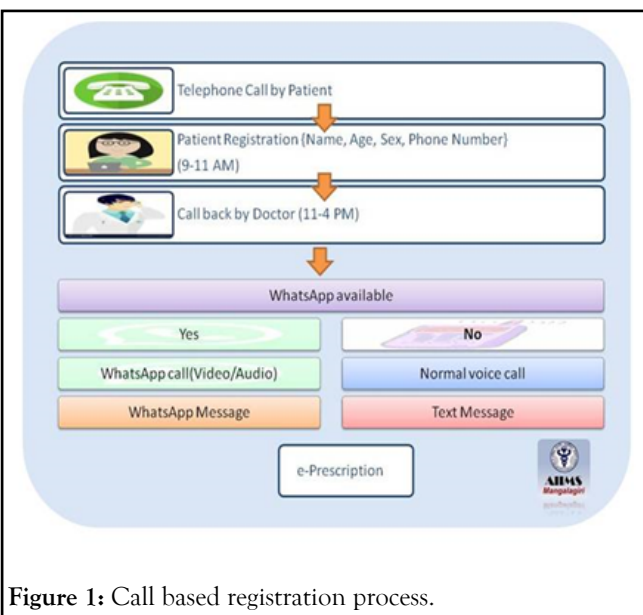 Telephone Call by Patient
Patient Registration {Name, Age, Sex, Phone Number}
(9-11 AM)
Call back by Doctor (11-4 PM)
WhatsApp available
Yes
No
WhatsApp call(Video/Audio)
Normal voice call
WhatsApp Message
Text Message
e-Prescription
AIIMS
Mangalagiri
Figure 1: Call based registration process.